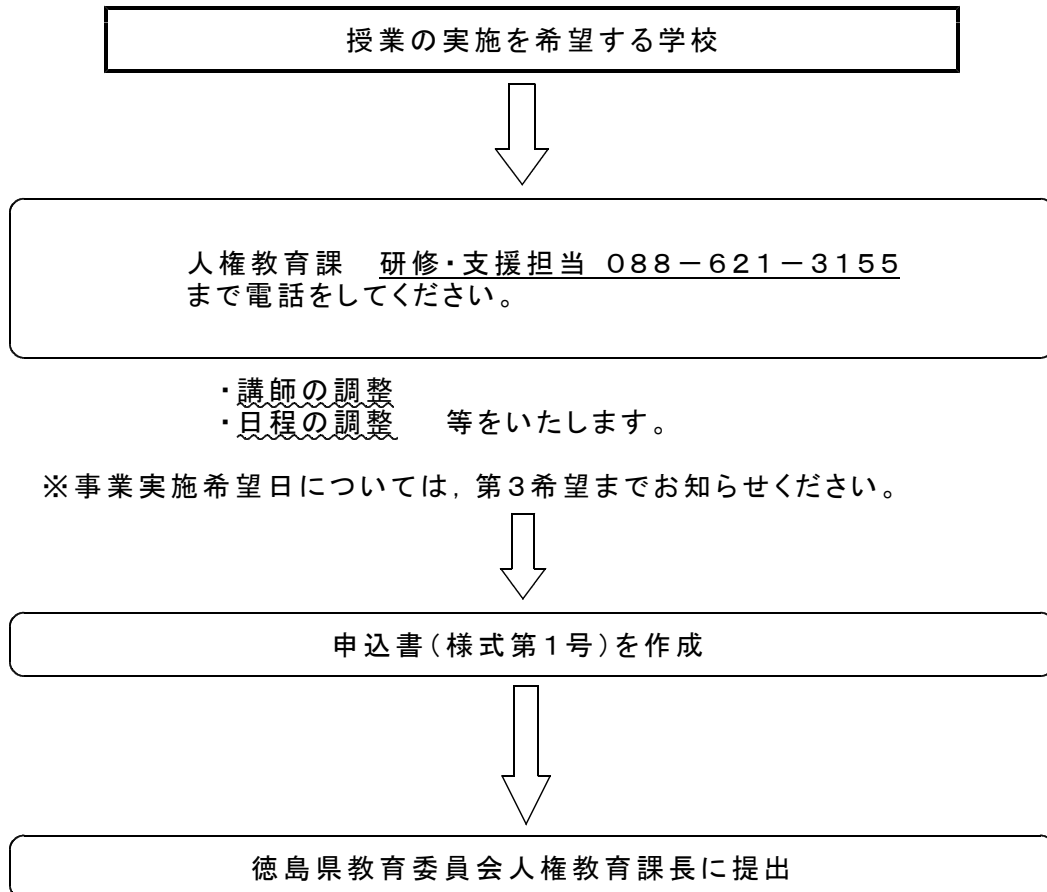 授業の実施を希望する学校
人権教育課　研修・支援担当 ０８８－６２１－３１５５
まで電話をしてください。
・講師の調整
・日程の調整　等をいたします。
※事業実施希望日については，第３希望までお知らせください。
申込書（様式第１号）を作成
徳島県教育委員会人権教育課長に提出